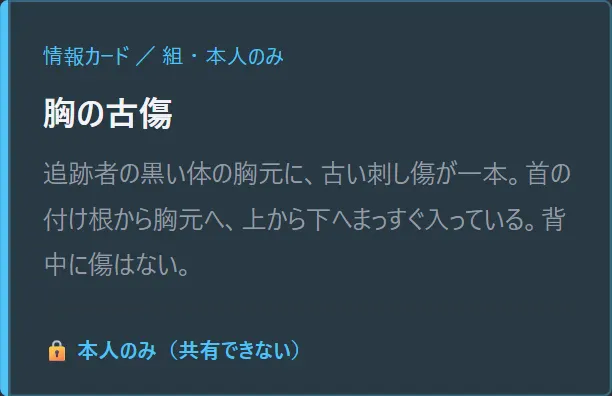 情報カード ／ 組・本人のみ
胸の古傷
追跡者の黒い体の胸元に、古い刺し傷が一本。首の
付け根から胸元へ、上から下へまっすぐ入っている。背
中に傷はない。
🔒 本人のみ（共有できない）